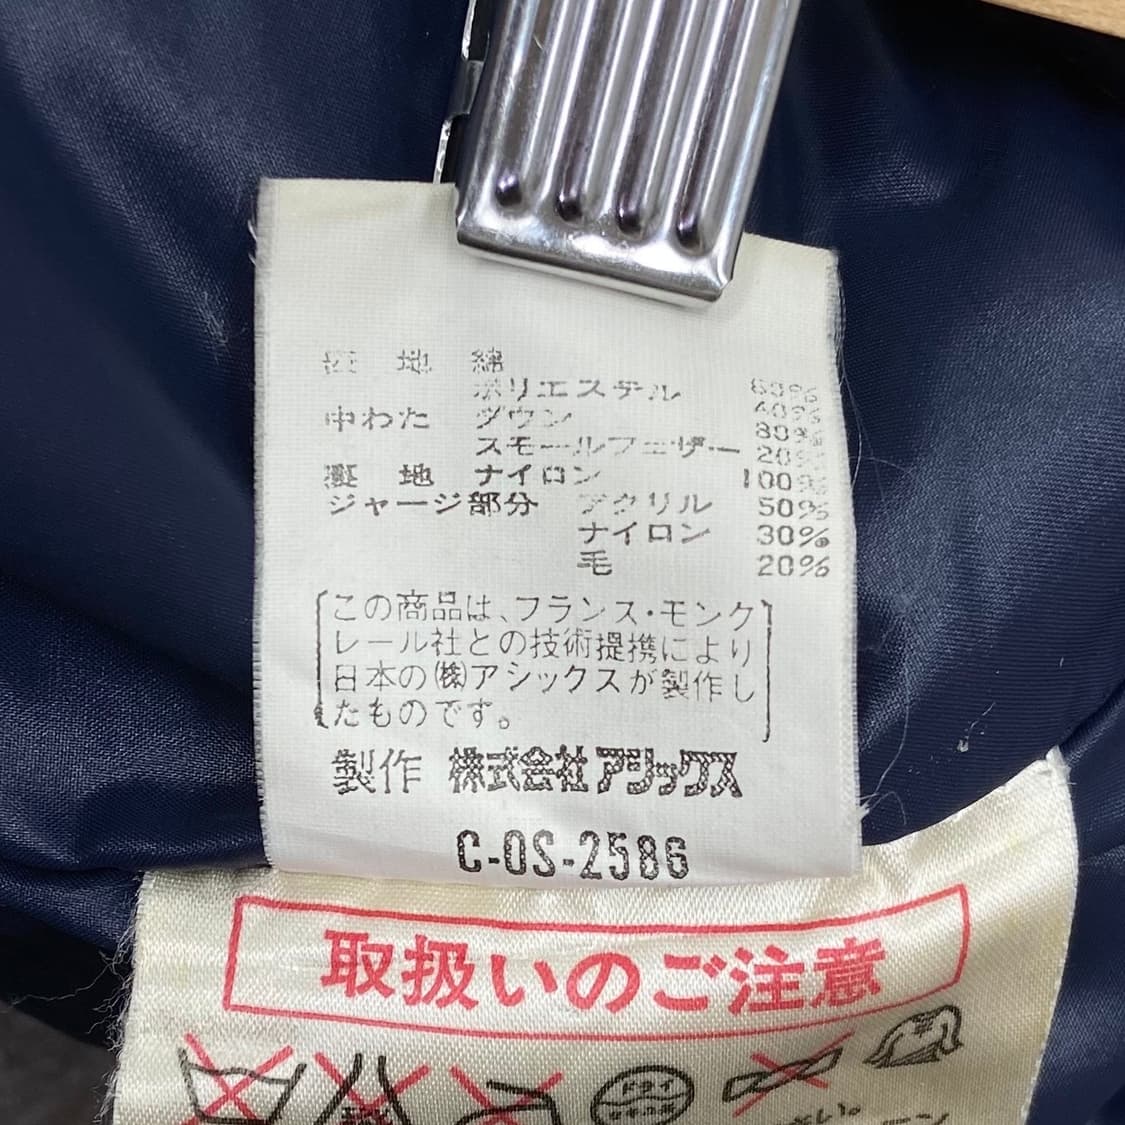 表 地 綿 60%
ポリエステル 40%
中わた ダウン 80%
スモールフェザー 20%
裏 地 ナイロン 100%
ジャージ部分 アクリル 50%
ナイロン 30%
毛 20%
この商品は、フランス・モンク
レール社との技術提携により
日本の(株)アシックスが製作し
たものです。
製作 株式会社アシックス
C-OS-2586
取扱いのご注意
ドライ